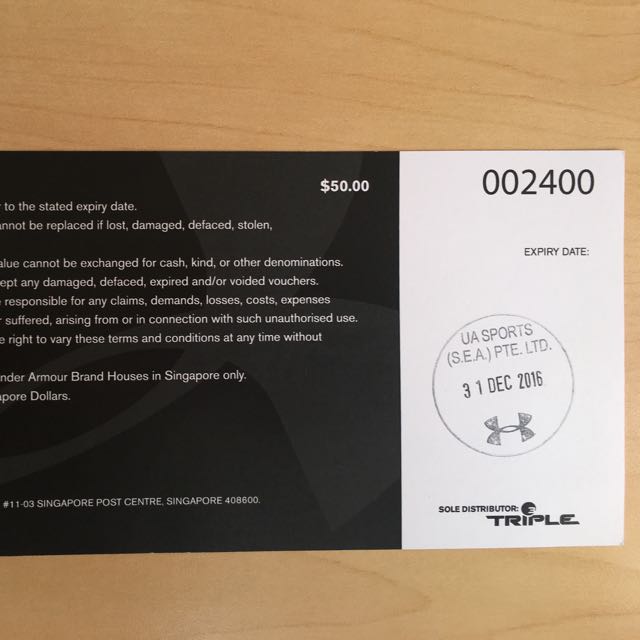 $50.00
to the stated expiry date.
annot be replaced if lost, damaged, defaced, stolen,
alue cannot be exchanged for cash, kind, or other denominations.
ept any damaged, defaced, expired and/or voided vouchers.
responsible for any claims, demands, losses, costs, expenses
suffered, arising from or in connection with such unauthorised use.
e right to vary these terms and conditions at any time without
nder Armour Brand Houses in Singapore only.
apore Dollars.
#11-03 SINGAPORE POST CENTRE, SINGAPORE 408600.
002400
EXPIRY DATE:
UA SPORTS
(S.E.A.) PTE. LTD.
31 DEC 2016
SOLE DISTRIBUTOR:
TRIPLE